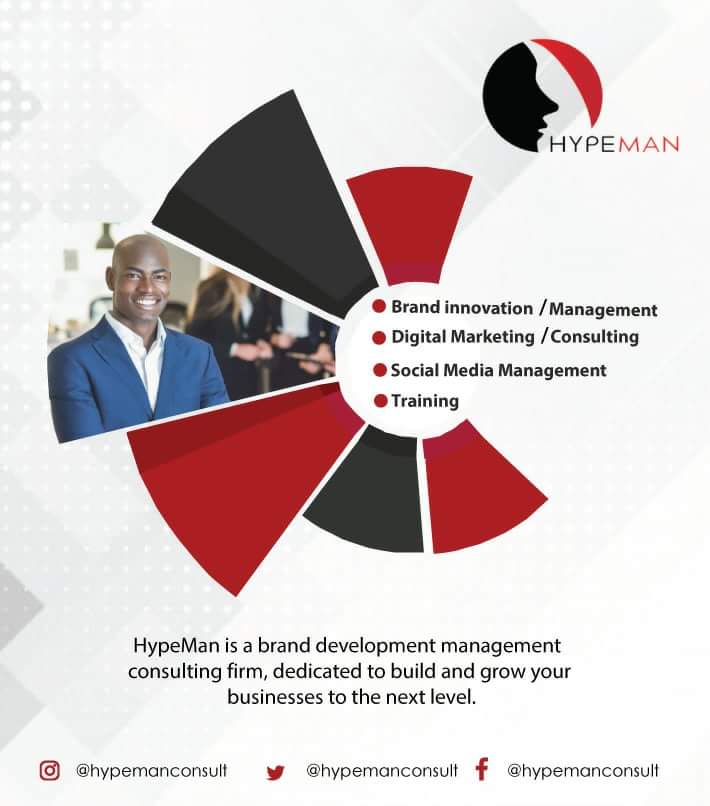 HYPEMAN
Brand innovation / Management
Digital Marketing / Consulting
Social Media Management
Training
HypeMan is a brand development management
consulting firm, dedicated to build and grow your
businesses to the next level.
@hypemanconsult @hypemanconsult @hypemanconsult